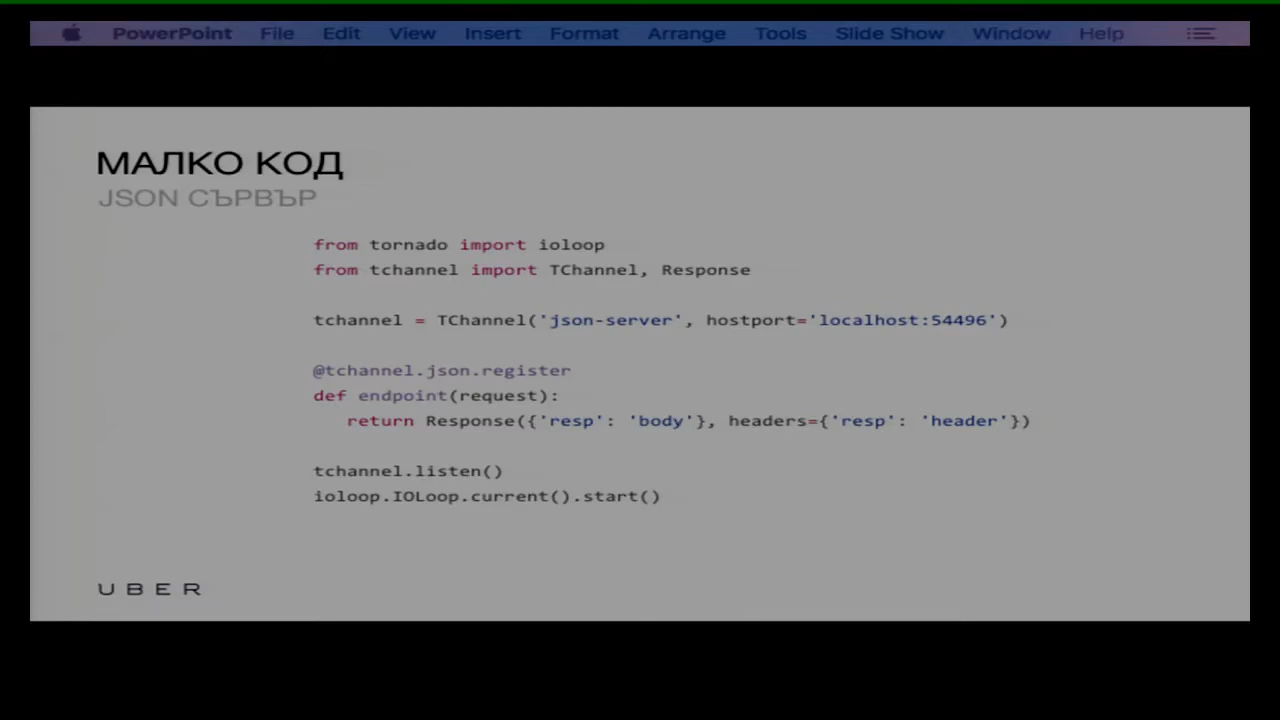 PowerPoint File Edit View Insert Format Arrange Tools Slide Show Window Help
МАЛКО КОД
JSON СЪРВЪР
from tornado import ioloop
from tchannel import TChannel, Response
tchannel = TChannel('json-server', hostport='localhost:54496')
@tchannel.json.register
def endpoint(request):
return Response({'resp': 'body'}, headers={'resp': 'header'})
tchannel.listen()
ioloop.IOLoop.current().start()
UBER